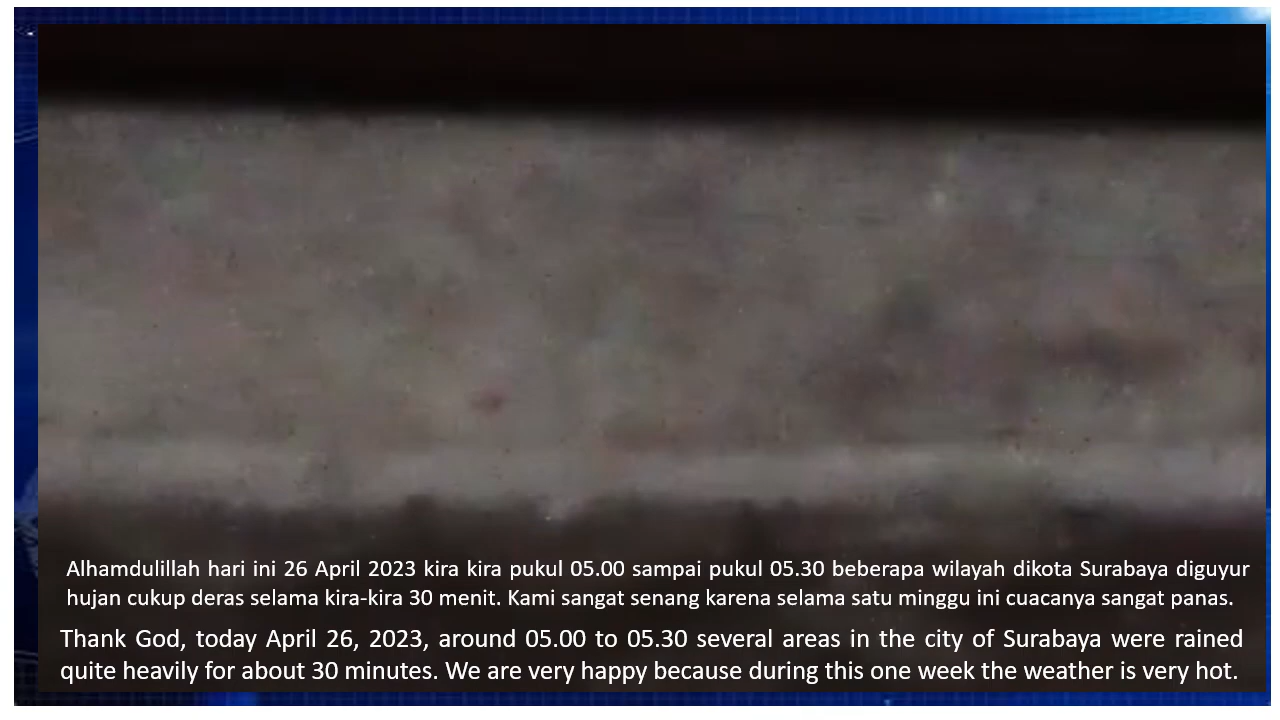 Alhamdulillah hari ini 26 April 2023 kira kira pukul 05.00 sampai pukul 05.30 beberapa wilayah dikota Surabaya diguyur
hujan cukup deras selama kira-kira 30 menit. Kami sangat senang karena selama satu minggu ini cuacanya sangat panas.
Thank God, today April 26, 2023, around 05.00 to 05.30 several areas in the city of Surabaya were rained
quite heavily for about 30 minutes. We are very happy because during this one week the weather is very hot.